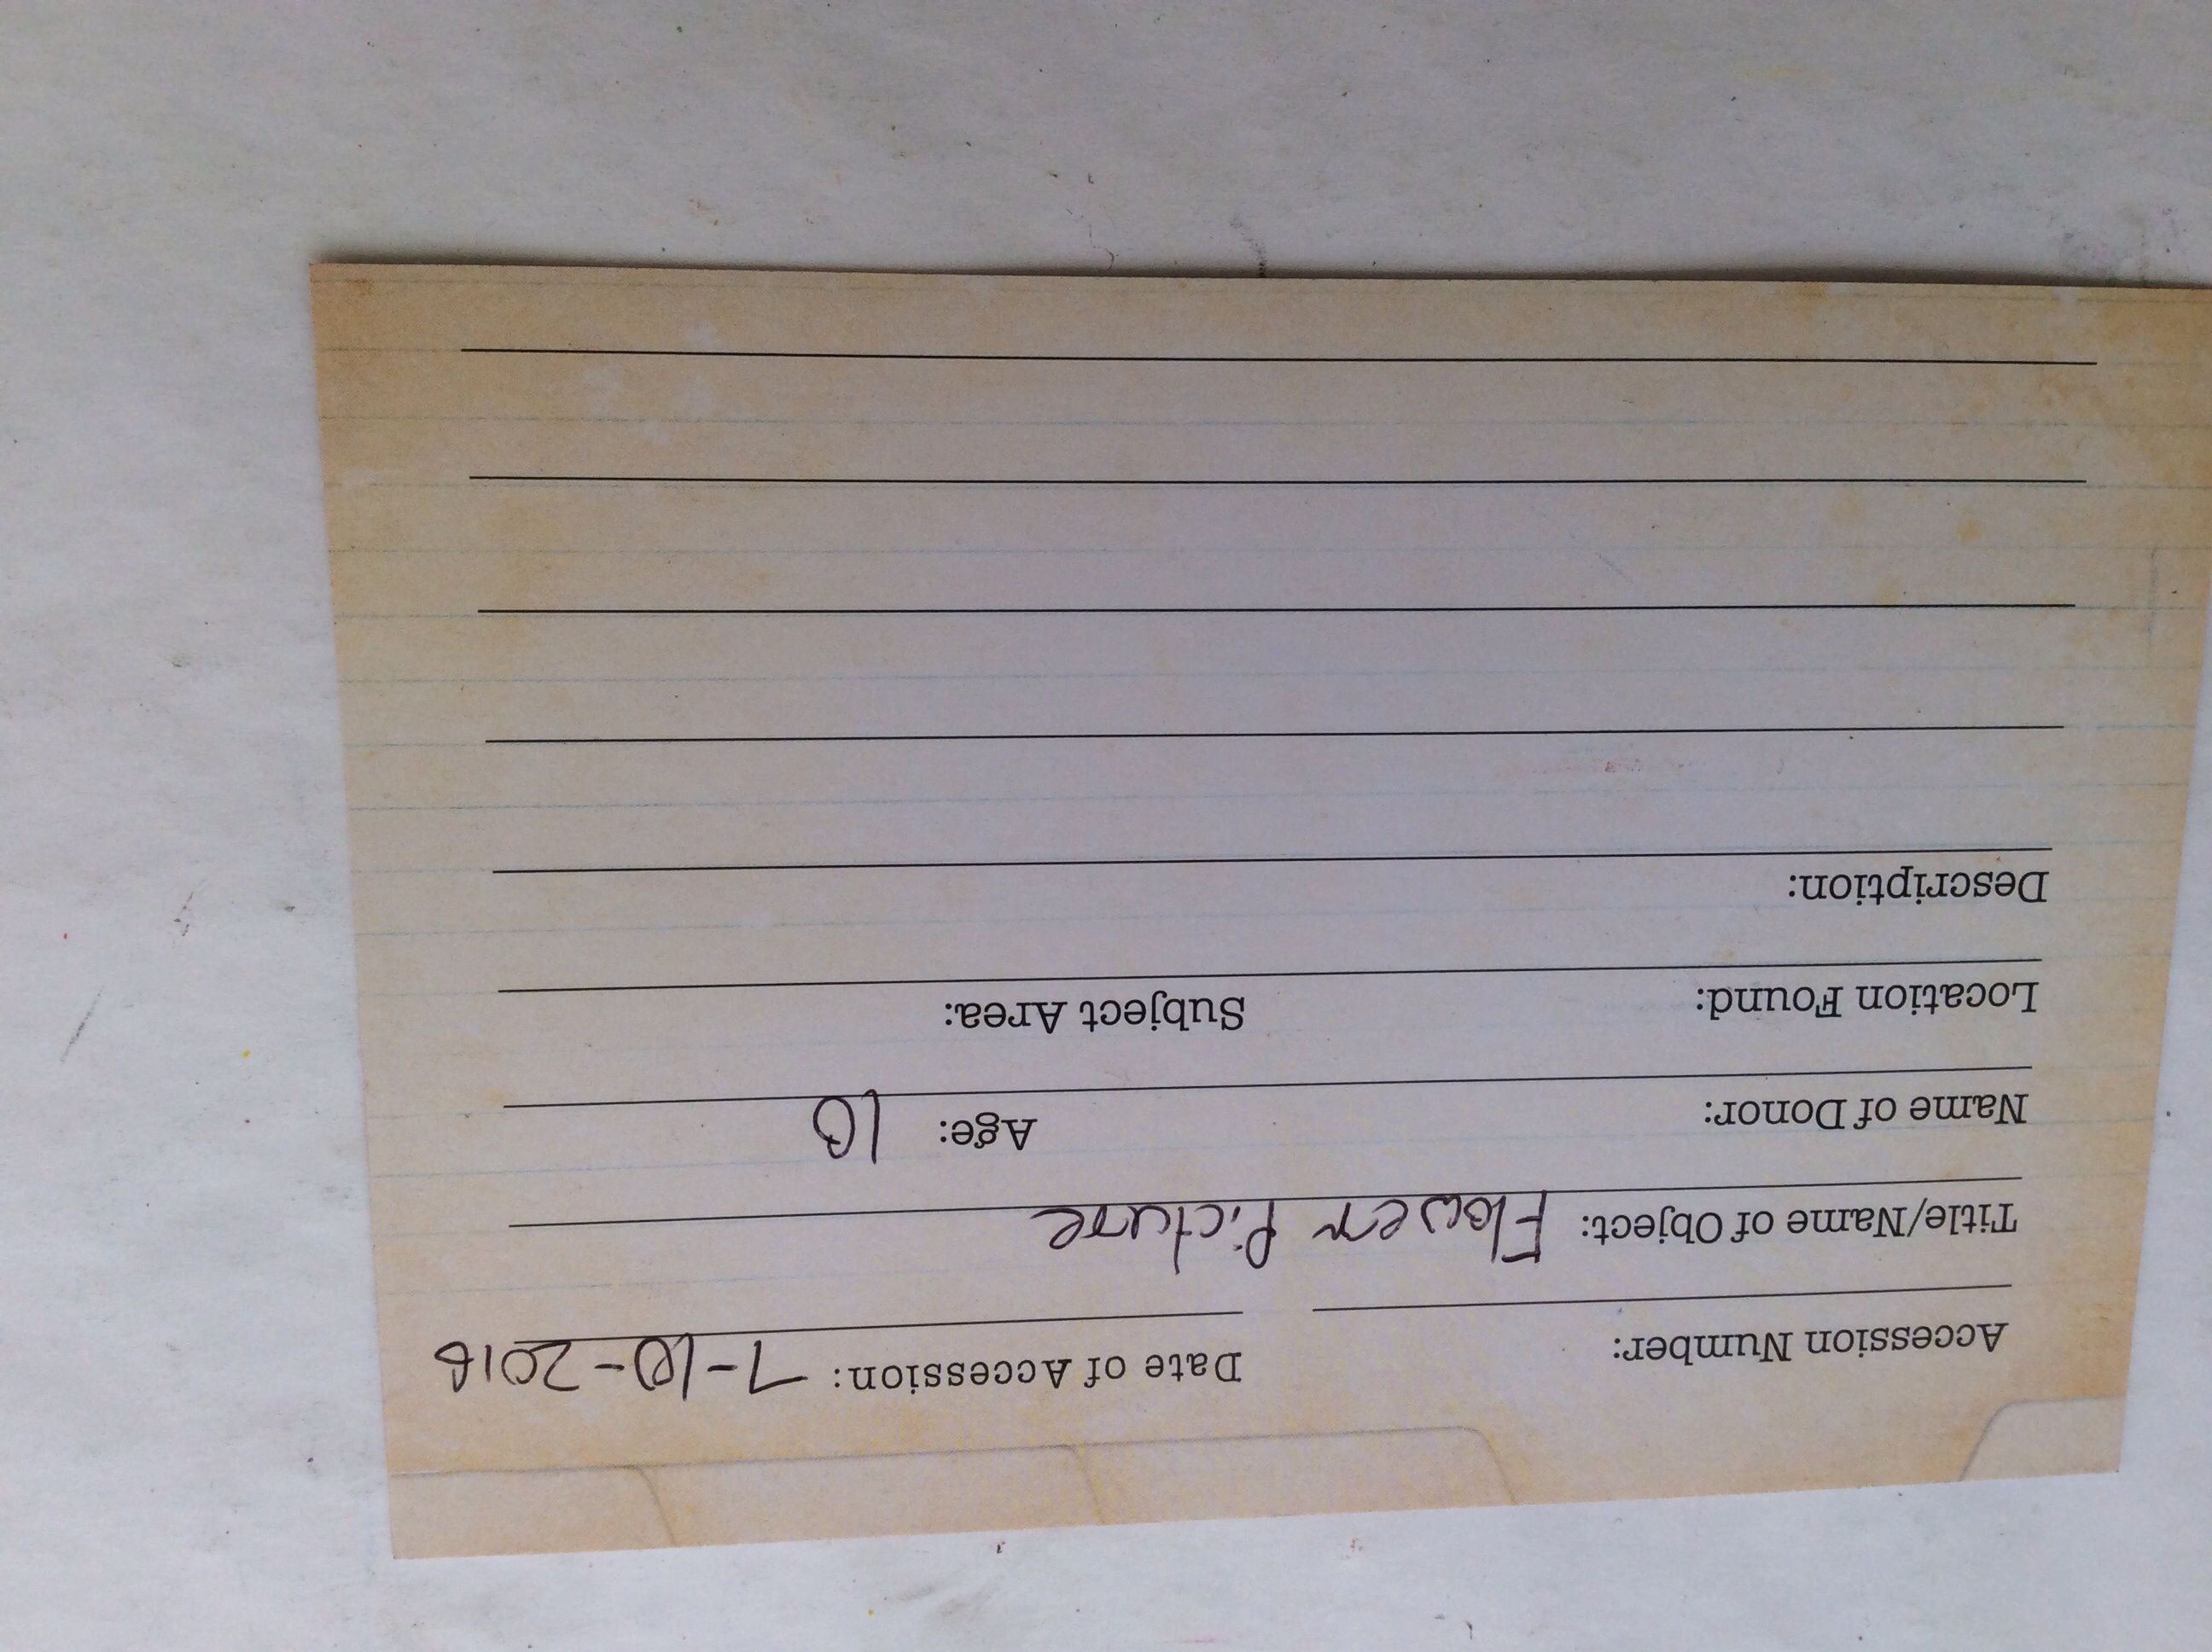 Accession Number: Date of Accession: 7-10-2018
Title/Name of Object: Flower Picture
Name of Donor: Age: 10
Location Found: Subject Area:
Description: